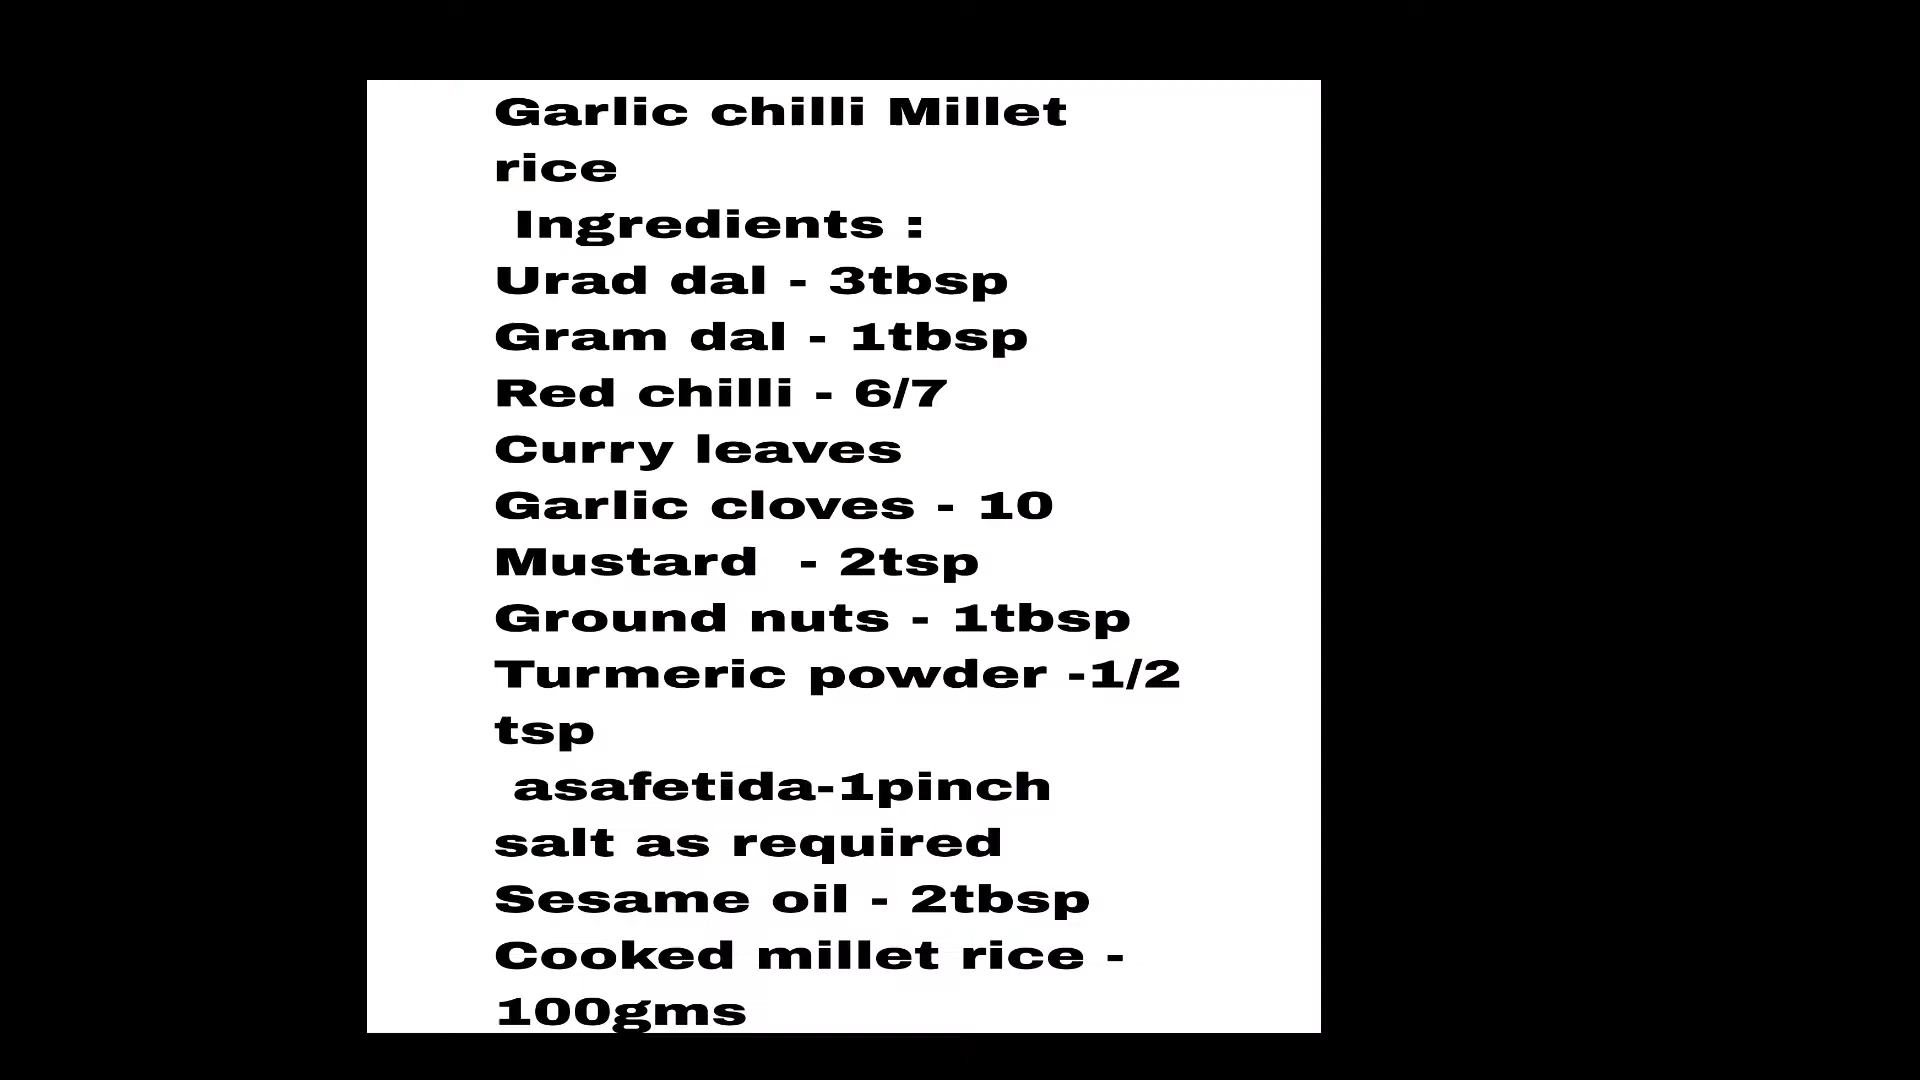 Garlic chilli Millet
rice
Ingredients :
Urad dal - 3tbsp
Gram dal - 1tbsp
Red chilli - 6/7
Curry leaves
Garlic cloves - 10
Mustard  - 2tsp
Ground nuts - 1tbsp
Turmeric powder -1/2
tsp
asafetida-1pinch
salt as required
Sesame oil - 2tbsp
Cooked millet rice -
100gms